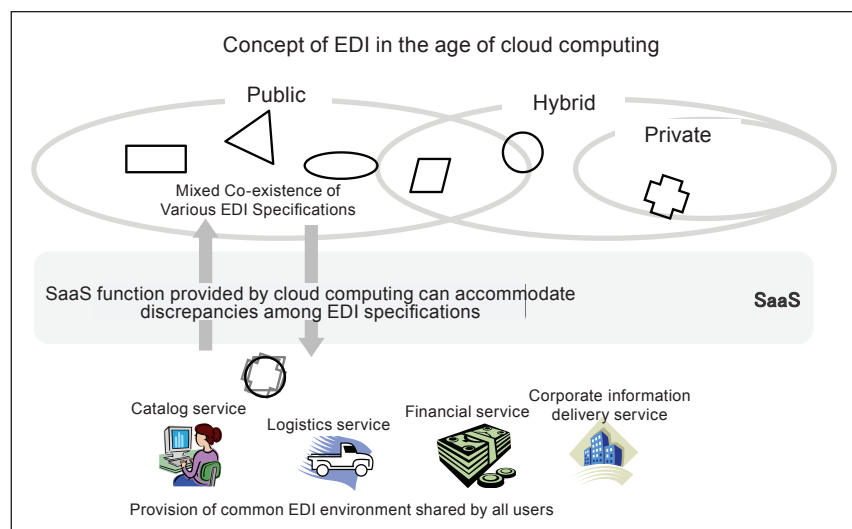 Concept of EDI in the age of cloud computing
Public
Hybrid
Private
Mixed Co-existence of
Various EDI Specifications
SaaS function provided by cloud computing can accommodate
discrepancies among EDI specifications
SaaS
Catalog service
Logistics service
Financial service
Corporate information
delivery service
Provision of common EDI environment shared by all users